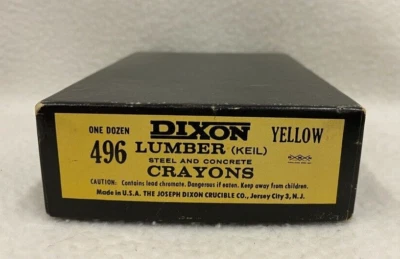 ONE DOZEN
496
DIXON
LUMBER (KEIL)
STEEL AND CONCRETE
CRAYONS
YELLOW
CAUTION: Contains lead chromate. Dangerous if eaten. Keep away from children.
Made in U.S.A. THE JOSEPH DIXON CRUCIBLE CO., Jersey City 3, N.J.